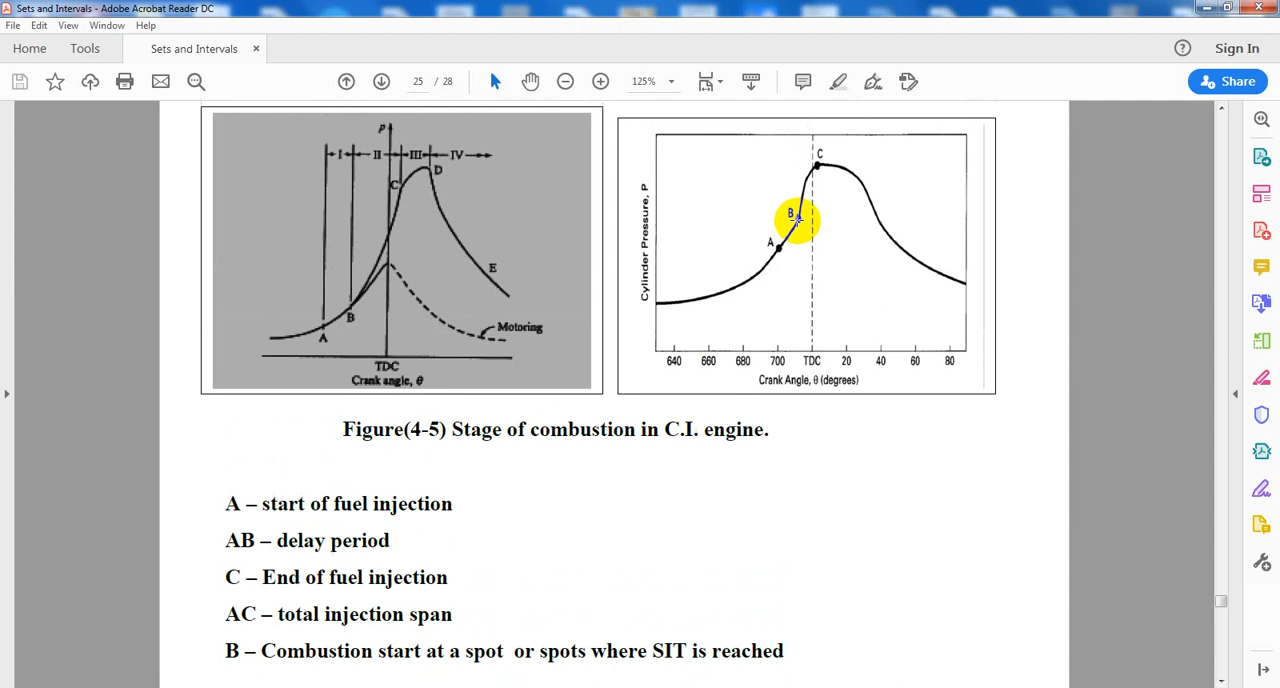 Sets and Intervals - Adobe Acrobat Reader DC
File Edit View Window Help
Home Tools Sets and Intervals × ? Sign In
25 / 28 125% Share
p
I II III IV
C D
E
B
A
Motoring
TDC
Crank angle, θ
Cylinder Pressure, P
C
B
A
640 660 680 700 TDC 20 40 60 80
Crank Angle, θ (degrees)
Figure(4-5) Stage of combustion in C.I. engine.
A – start of fuel injection
AB – delay period
C – End of fuel injection
AC – total injection span
B – Combustion start at a spot or spots where SIT is reached